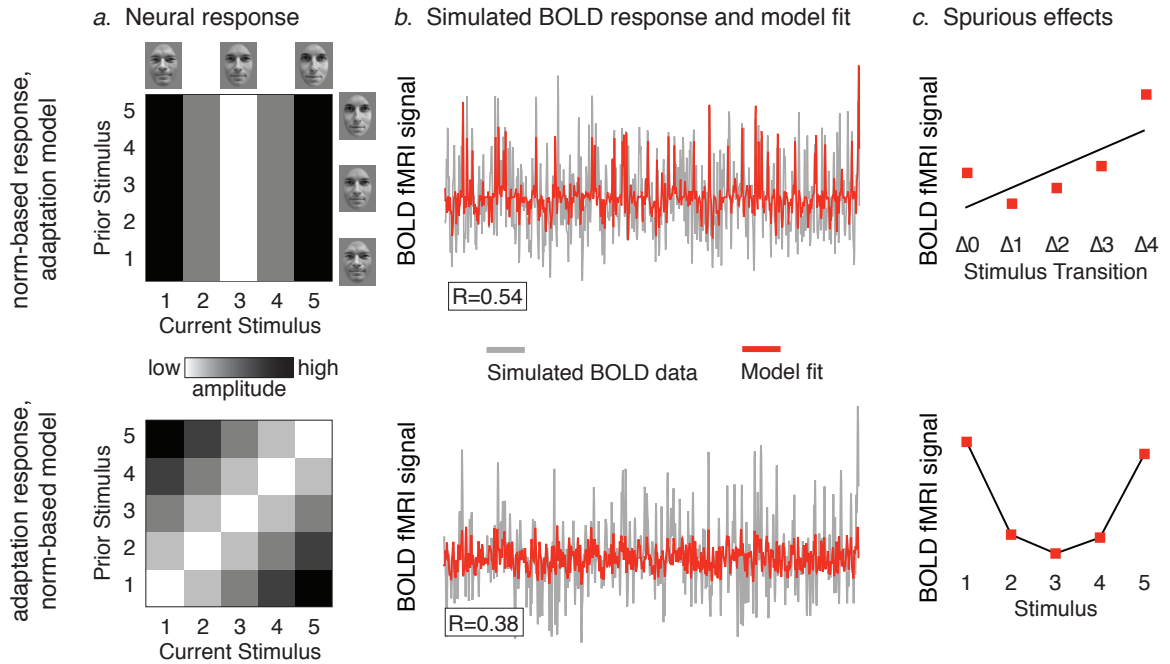 a. Neural response
b. Simulated BOLD response and model fit
c. Spurious effects
norm-based response,
adaptation model
Prior Stimulus
5
4
3
2
1
1 2 3 4 5
Current Stimulus
BOLD fMRI signal
R=0.54
BOLD fMRI signal
Δ0 Δ1 Δ2 Δ3 Δ4
Stimulus Transition
low high
amplitude
Simulated BOLD data
Model fit
adaptation response,
norm-based model
Prior Stimulus
5
4
3
2
1
1 2 3 4 5
Current Stimulus
BOLD fMRI signal
R=0.38
BOLD fMRI signal
1 2 3 4 5
Stimulus